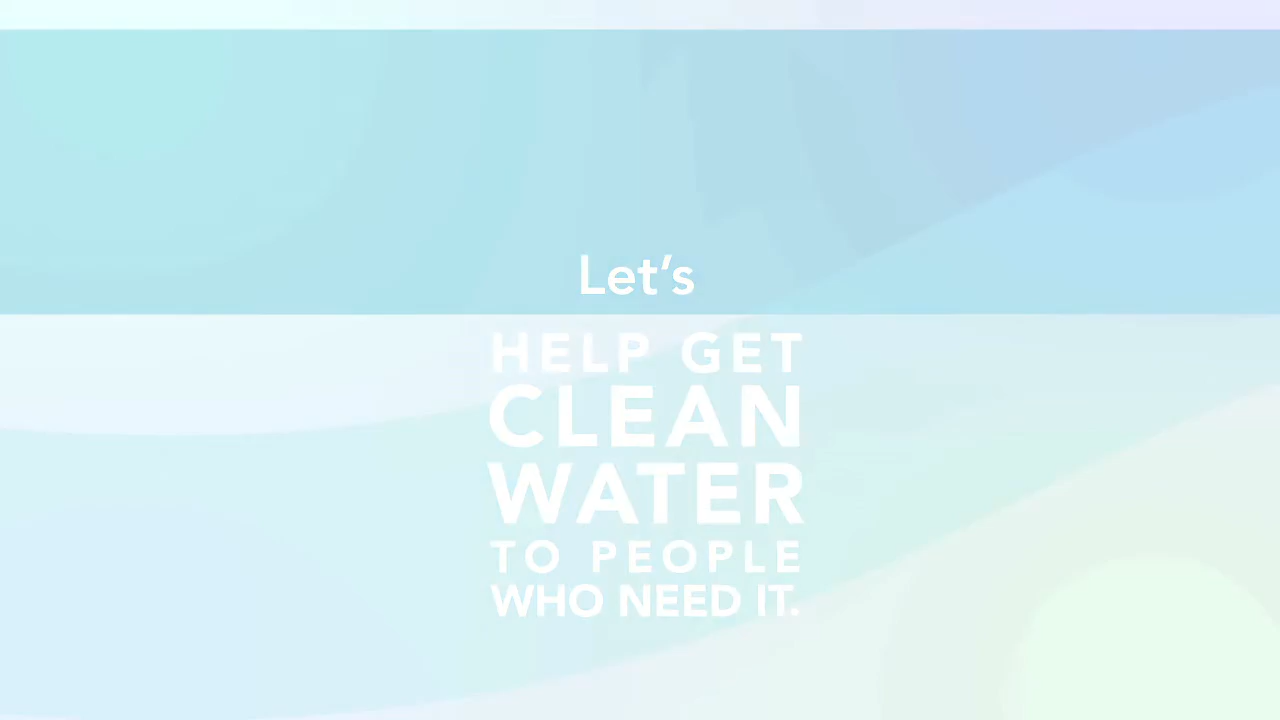 Let’s
HELP GET
CLEAN
WATER
TO PEOPLE
WHO NEED IT.